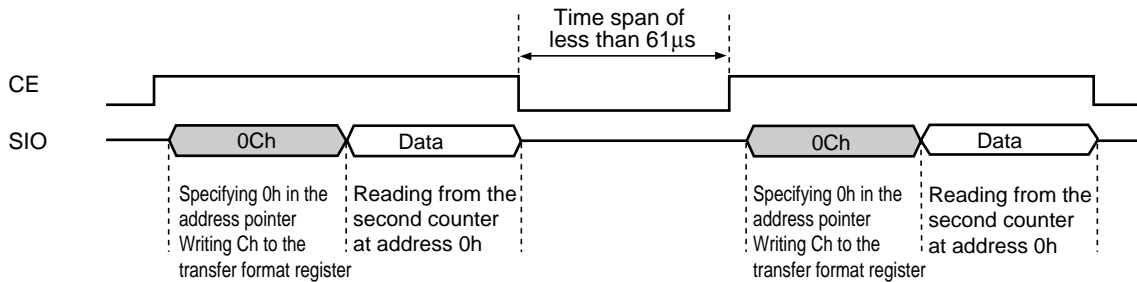 Time span of
less than 61μs
CE
SIO
0Ch
Data
0Ch
Data
Specifying 0h in the
address pointer
Writing Ch to the
transfer format register
Reading from the
second counter
at address 0h
Specifying 0h in the
address pointer
Writing Ch to the
transfer format register
Reading from the
second counter
at address 0h